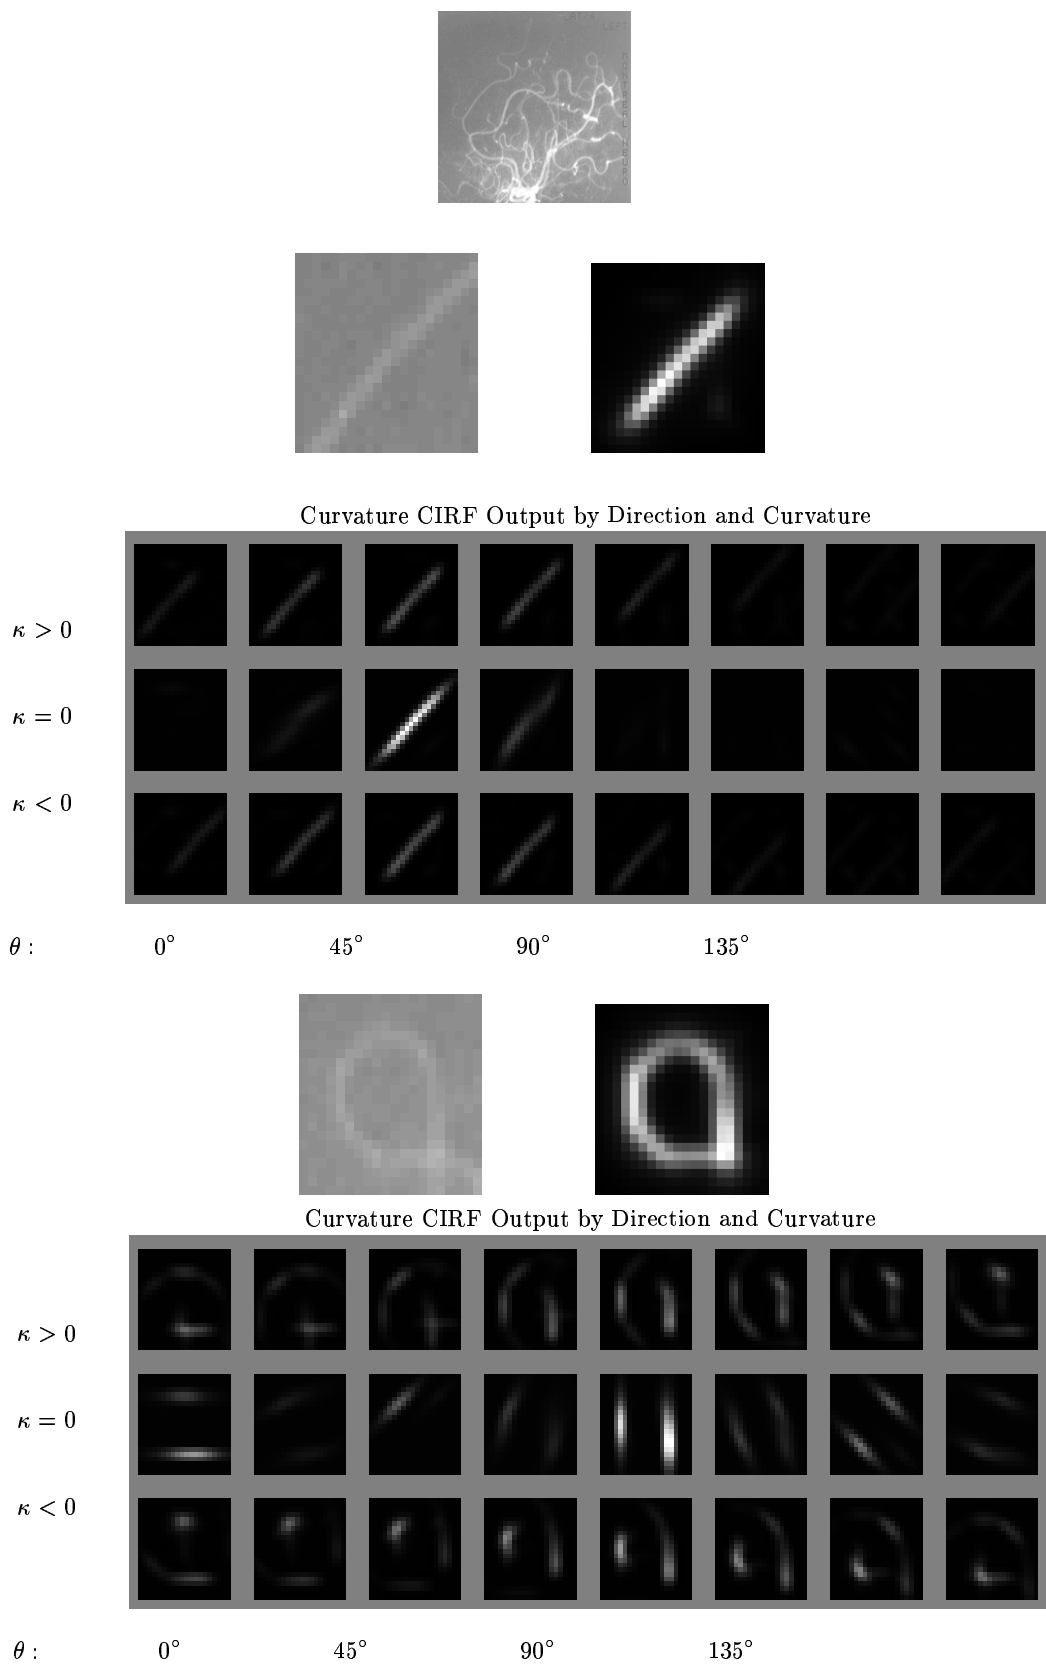 LEFT
Curvature CIRF Output by Direction and Curvature
κ > 0
κ = 0
κ < 0
θ : 0° 45° 90° 135°
Curvature CIRF Output by Direction and Curvature
κ > 0
κ = 0
κ < 0
θ : 0° 45° 90° 135°